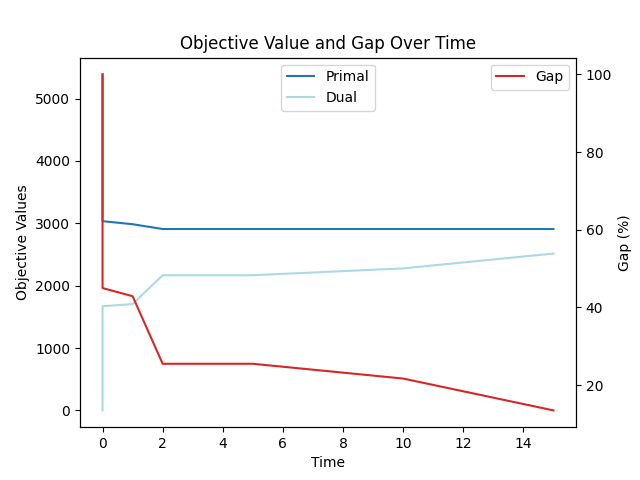 Objective Value and Gap Over Time
Primal
Dual
Gap
Objective Values
5000
4000
3000
2000
1000
0
100
80
60
40
20
Gap (%)
0 2 4 6 8 10 12 14
Time